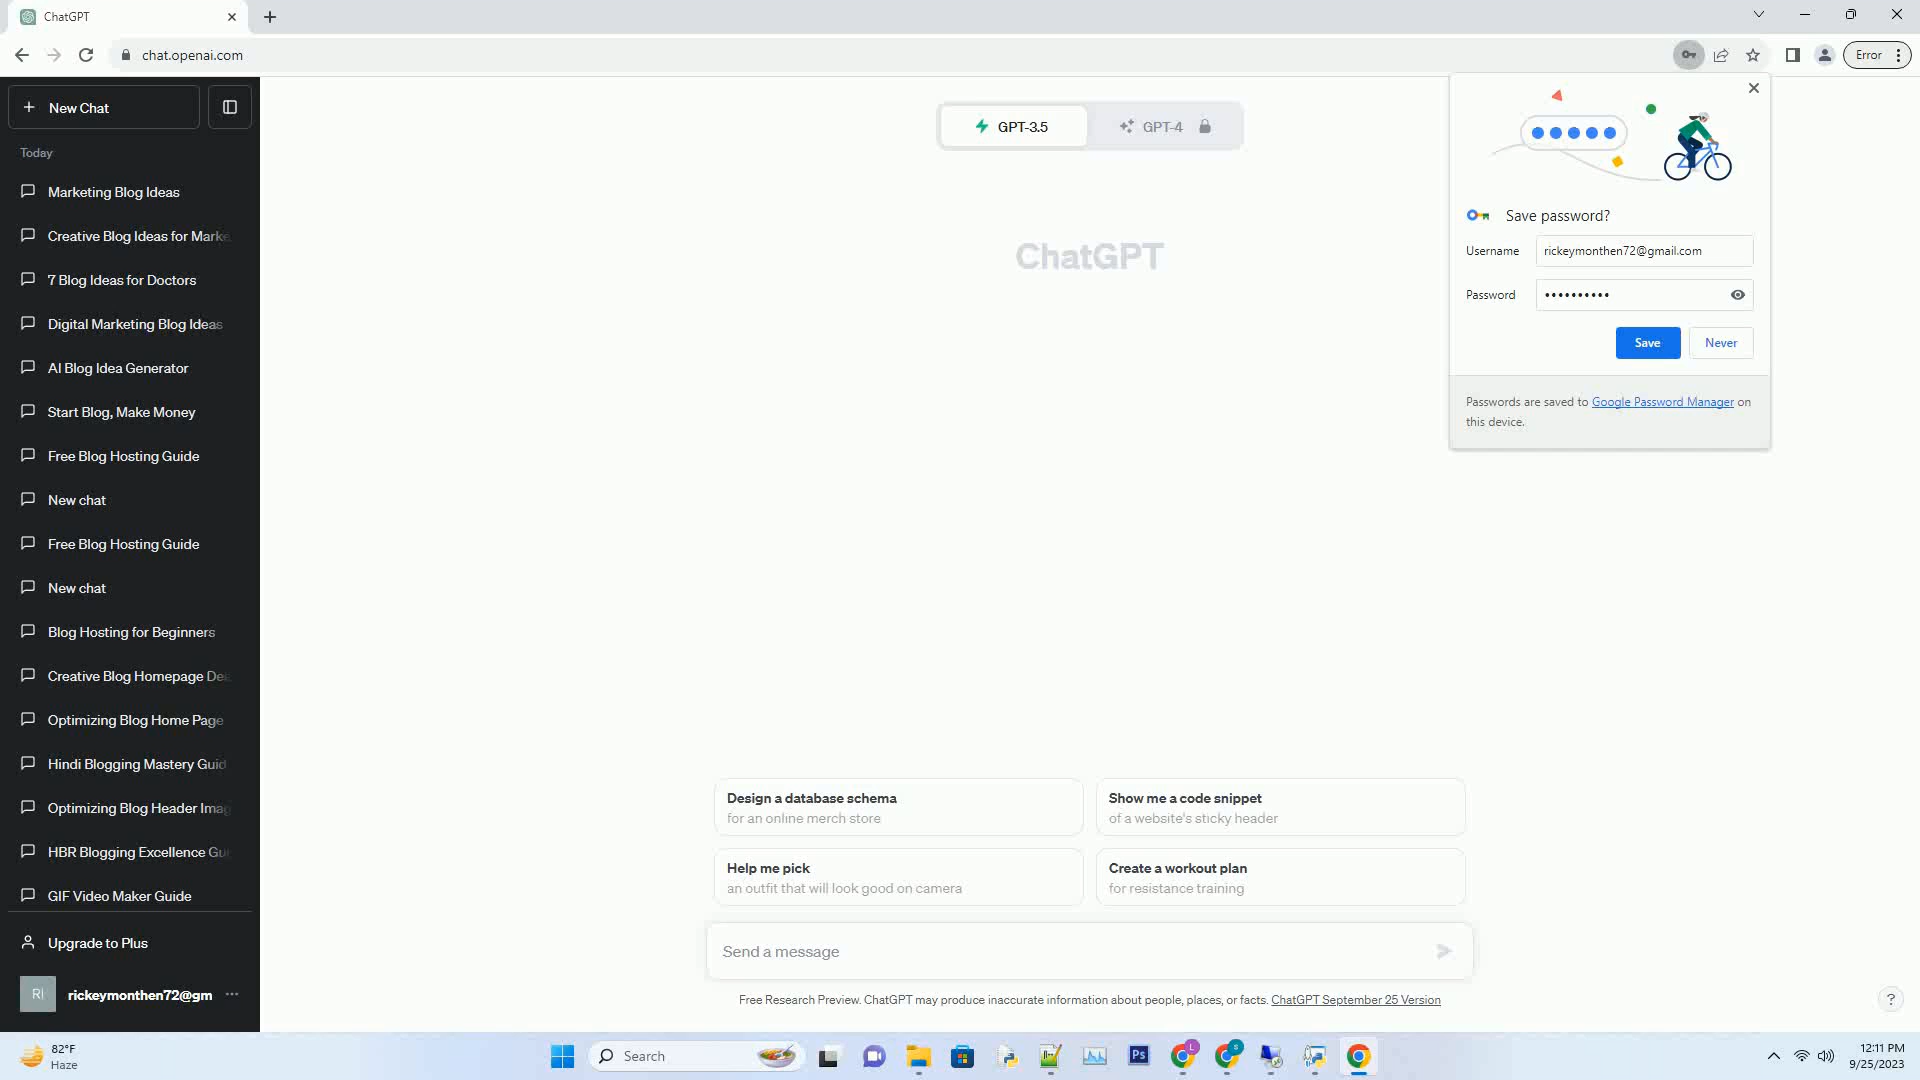 ChatGPT
chat.openai.com
Error
New Chat
Today
Marketing Blog Ideas
Creative Blog Ideas for Marke
7 Blog Ideas for Doctors
Digital Marketing Blog Ideas
AI Blog Idea Generator
Start Blog, Make Money
Free Blog Hosting Guide
New chat
Free Blog Hosting Guide
New chat
Blog Hosting for Beginners
Creative Blog Homepage De
Optimizing Blog Home Page
Hindi Blogging Mastery Guid
Optimizing Blog Header Imag
HBR Blogging Excellence Gu
GIF Video Maker Guide
Upgrade to Plus
RI
rickeymonthen72@gm
GPT-3.5
GPT-4
ChatGPT
Save password?
Username
rickeymonthen72@gmail.com
Password
••••••••••
Save
Never
Passwords are saved to Google Password Manager on
this device.
Design a database schema
for an online merch store
Show me a code snippet
of a website's sticky header
Help me pick
an outfit that will look good on camera
Create a workout plan
for resistance training
Send a message
Free Research Preview. ChatGPT may produce inaccurate information about people, places, or facts. ChatGPT September 25 Version
?
82°F
Haze
Search
Ps
L
S
12:11 PM
9/25/2023